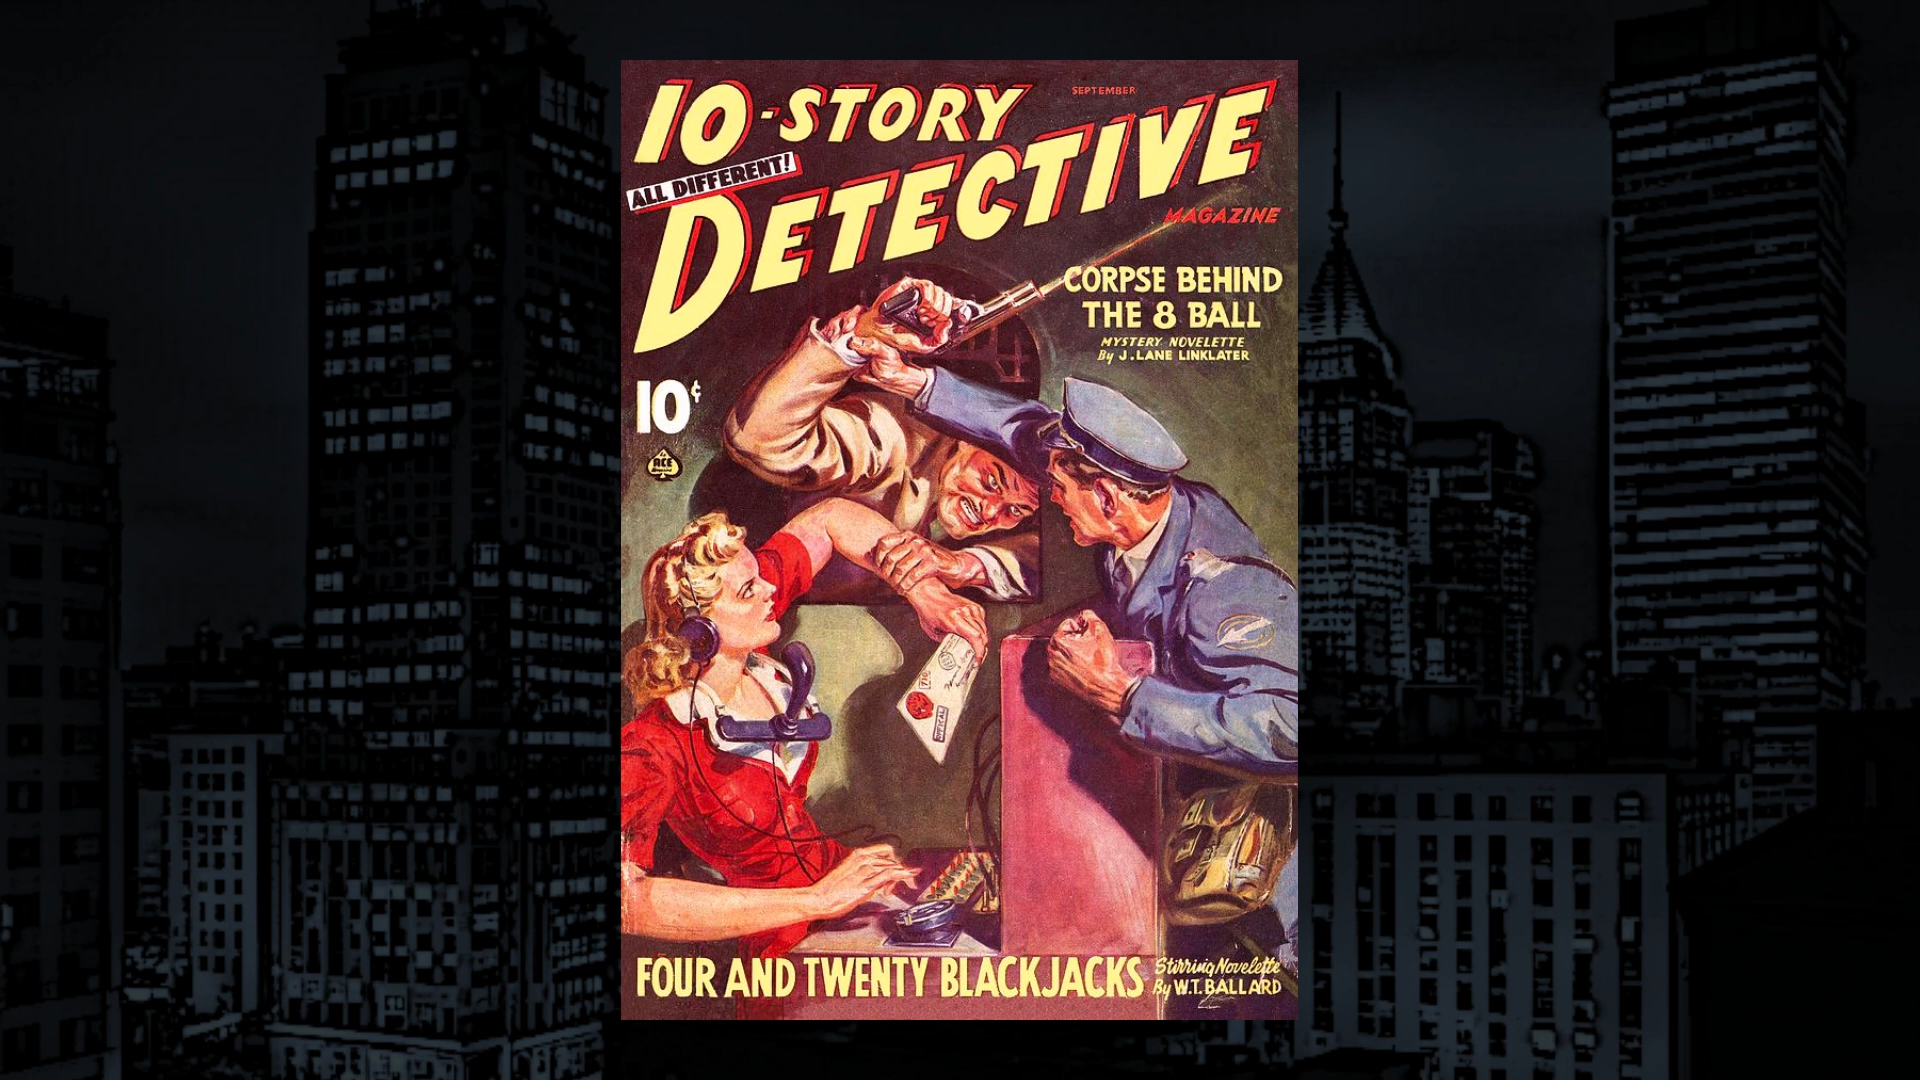 10-STORY
SEPTEMBER
ALL DIFFERENT!
DETECTIVE
MAGAZINE
CORPSE BEHIND
THE 8 BALL
MYSTERY NOVELETTE
By J. LANE LINKLATER
10¢
ACE
FOUR AND TWENTY BLACKJACKS
Stirring Novelette
By W.T. BALLARD